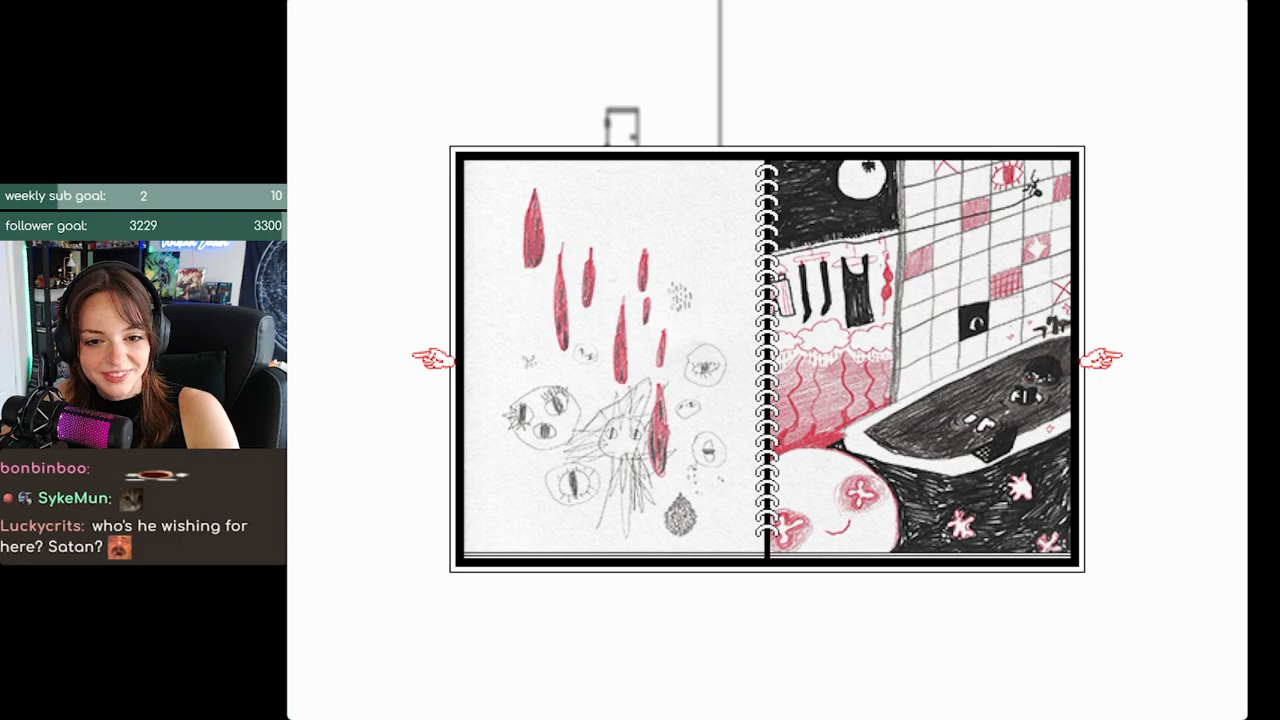 weekly sub goal: 2 10
follower goal: 3229 3300
bonbinboo:
SykeMun:
Luckycrits: who's he wishing for
here? Satan?